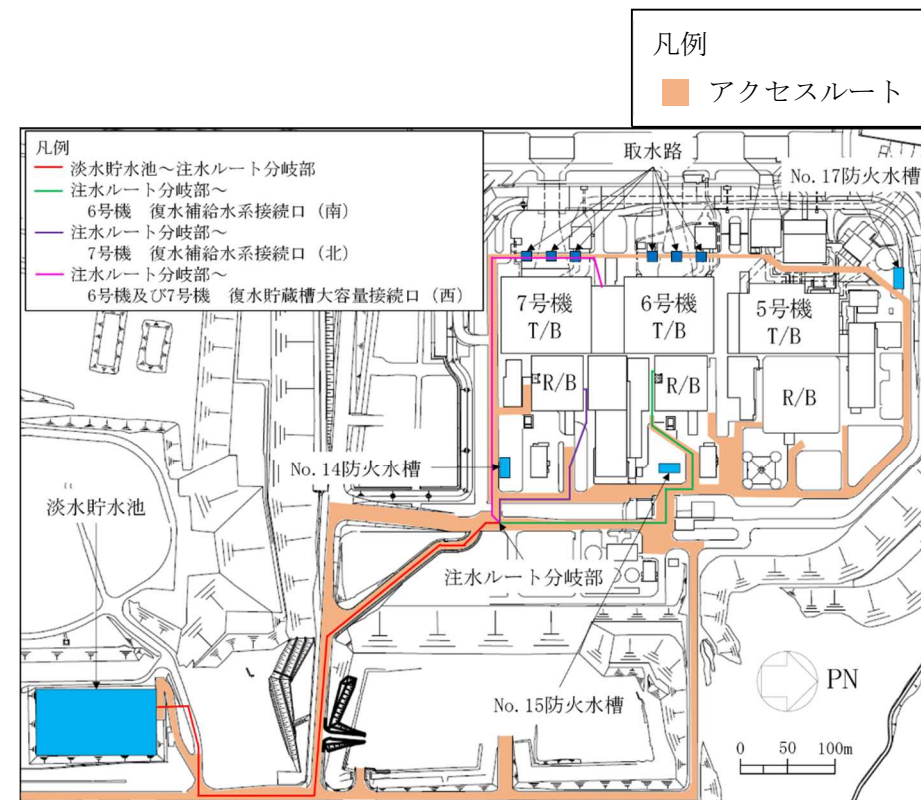 凡例
アクセスルート
凡例
淡水貯水池～注水ルート分岐部
注水ルート分岐部～
6号機 復水補給水系接続口（南）
注水ルート分岐部～
7号機 復水補給水系接続口（北）
注水ルート分岐部～
6号機及び7号機 復水貯蔵槽大容量接続口（西）
取水路
No.17防火水槽
7号機
T/B
6号機
T/B
5号機
T/B
R/B
R/B
R/B
No.14防火水槽
淡水貯水池
注水ルート分岐部
No.15防火水槽
PN
0 50 100m